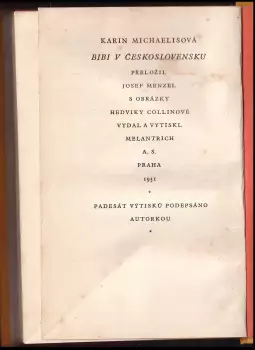 KARIN MICHAELISOVÁ
BIBI V ČESKOSLOVENSKU
PŘELOŽIL
JOSEF MENZEL
S OBRÁZKY
HEDVIKY COLLINOVÉ
VYDAL A VYTISKL
MELANTRICH
A. S.
PRAHA
1931
*
PADESÁT VÝTISKŮ PODEPSÁNO
AUTORKOU
*